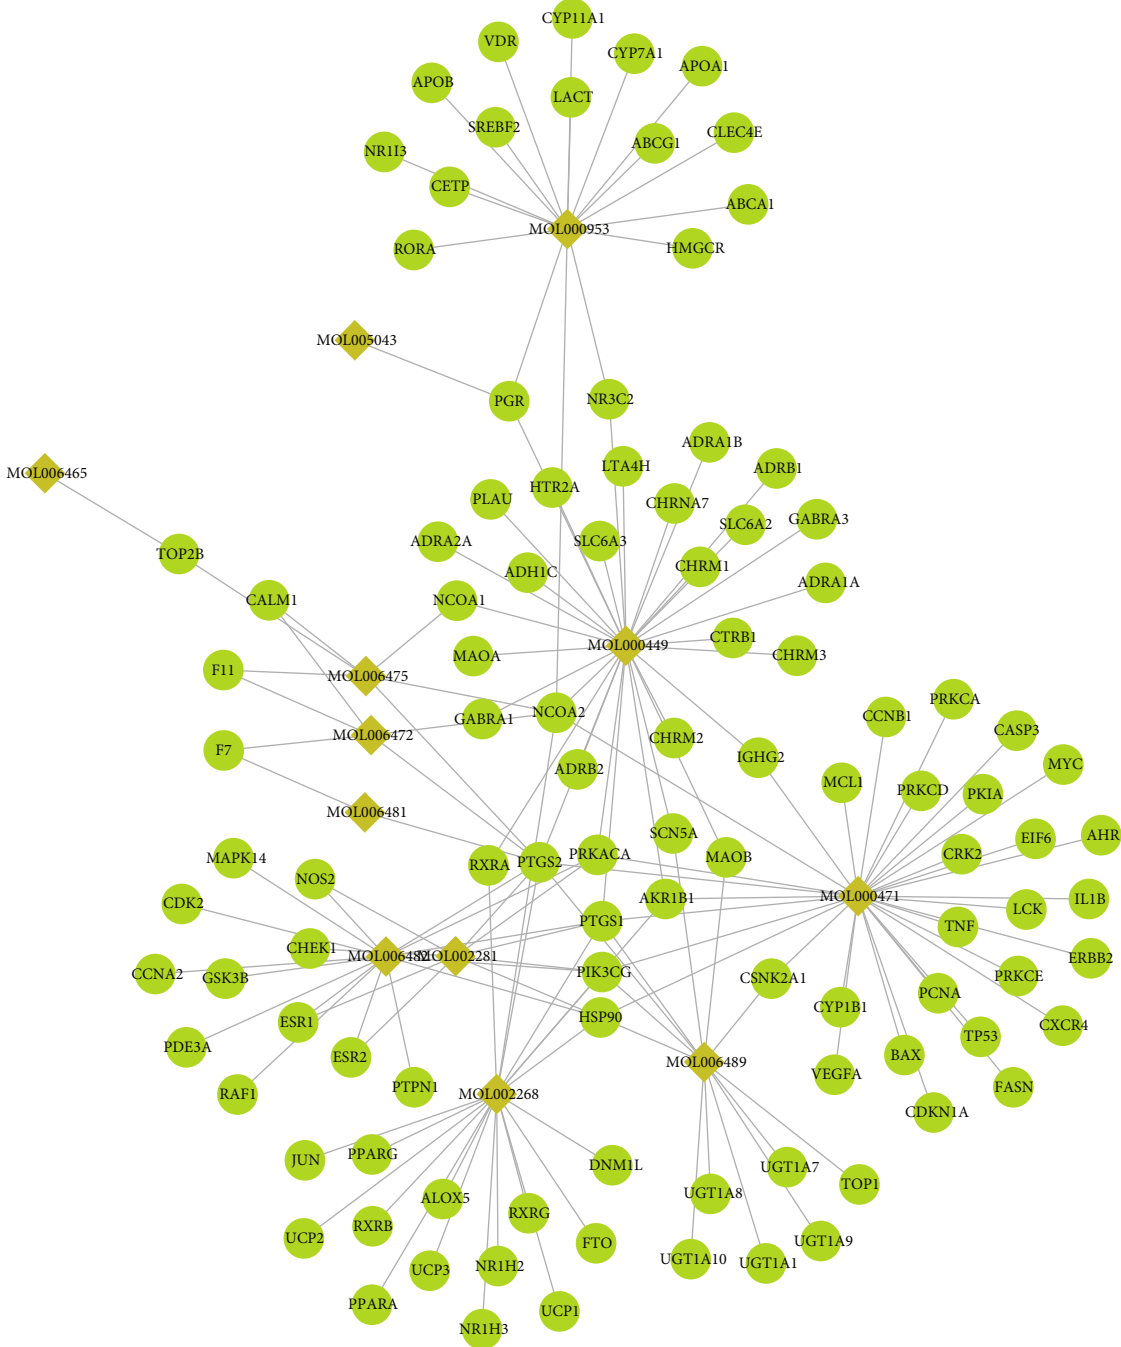 CYP11A1
VDR
CYP7A1
APOA1
APOB
LACT
SREBF2
CLEC4E
ABCG1
NR1I3
CETP
ABCA1
MOL000953
RORA
HMGCR
MOL005043
PGR
NR3C2
ADRA1B
LTA4H
ADRB1
MOL006465
HTR2A
PLAU
CHRNA7
GABRA3
SLC6A2
ADRA2A
SLC6A3
TOP2B
CHRM1
ADH1C
ADRA1A
CALM1
NCOA1
CTRB1
MOL000449
MAOA
CHRM3
F11
MOL006475
PRKCA
NCOA2
CCNB1
GABRA1
CASP3
MOL006472
CHRM2
F7
IGHG2
MYC
ADRB2
MCL1
PRKCD
PKIA
MOL006481
SCN5A
EIF6
AHR
MAPK14
PRKACA
CRK2
MAOB
RXRA
PTGS2
NOS2
MOL000471
AKR1B1
IL1B
CDK2
LCK
PTGS1
TNF
CHEK1
MOL006482
MOL002281
ERBB2
CCNA2
GSK3B
PIK3CG
CSNK2A1
PRKCE
PCNA
CYP1B1
HSP90
ESR1
CXCR4
TP53
PDE3A
ESR2
BAX
MOL006489
VEGFA
PTPN1
RAF1
MOL002268
FASN
CDKN1A
JUN
PPARG
DNM1L
UGT1A7
TOP1
UGT1A8
ALOX5
RXRG
RXRB
UCP2
FTO
UGT1A9
UGT1A10
UGT1A1
NR1H2
UCP3
PPARA
UCP1
NR1H3